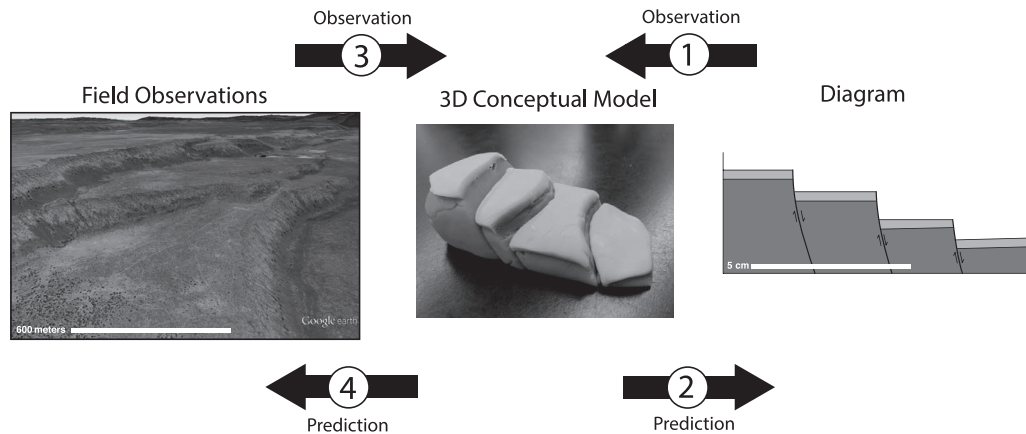 Observation
3
Observation
1
Field Observations
3D Conceptual Model
Diagram
600 meters
Google earth
5 cm
4
Prediction
2
Prediction